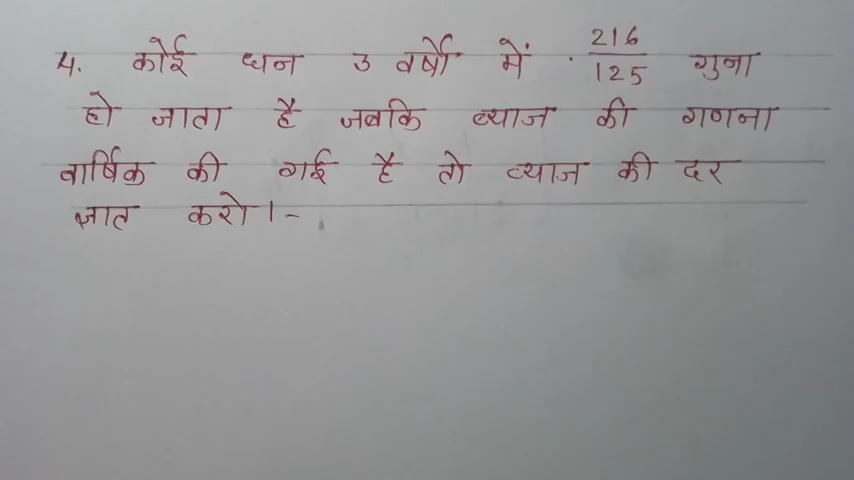 4. कोई धन 3 वर्षो में 216/125 गुना
हो जाता है जबकि ब्याज की गणना
वार्षिक की गई है तो ब्याज की दर
ज्ञात करो।-